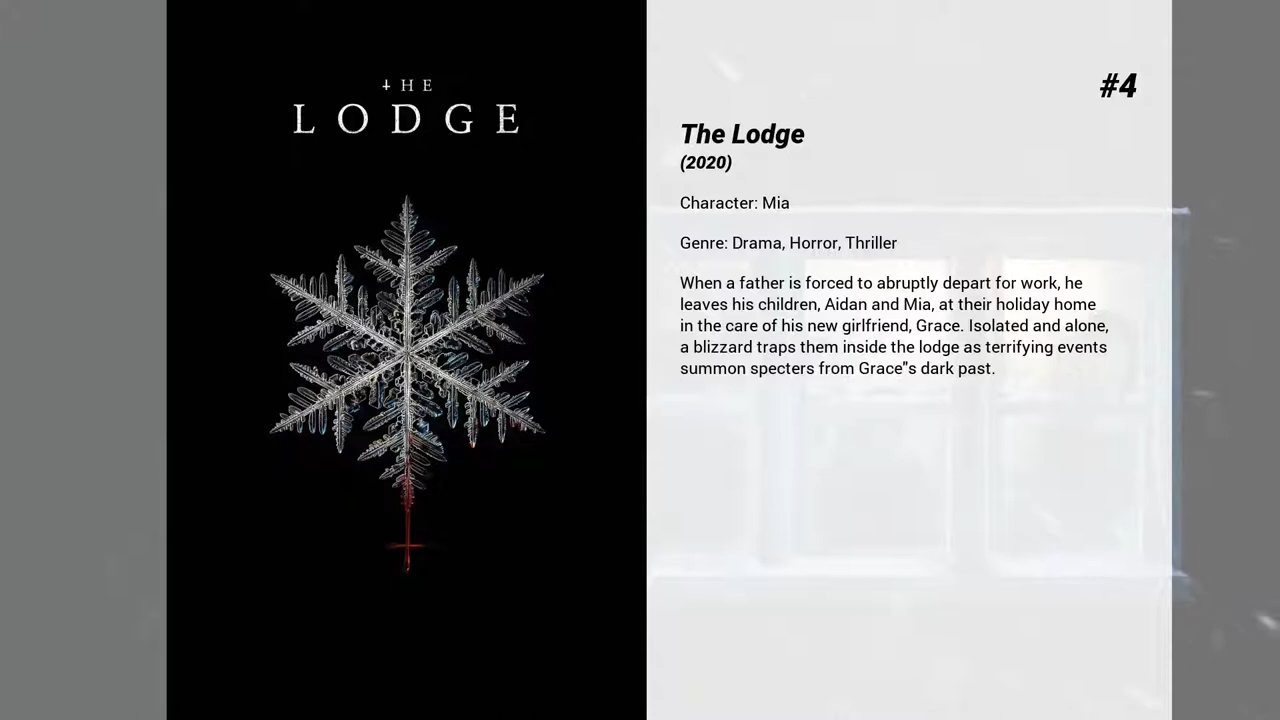 THE
LODGE
#4
The Lodge
(2020)
Character: Mia
Genre: Drama, Horror, Thriller
When a father is forced to abruptly depart for work, he
leaves his children, Aidan and Mia, at their holiday home
in the care of his new girlfriend, Grace. Isolated and alone,
a blizzard traps them inside the lodge as terrifying events
summon specters from Grace"s dark past.